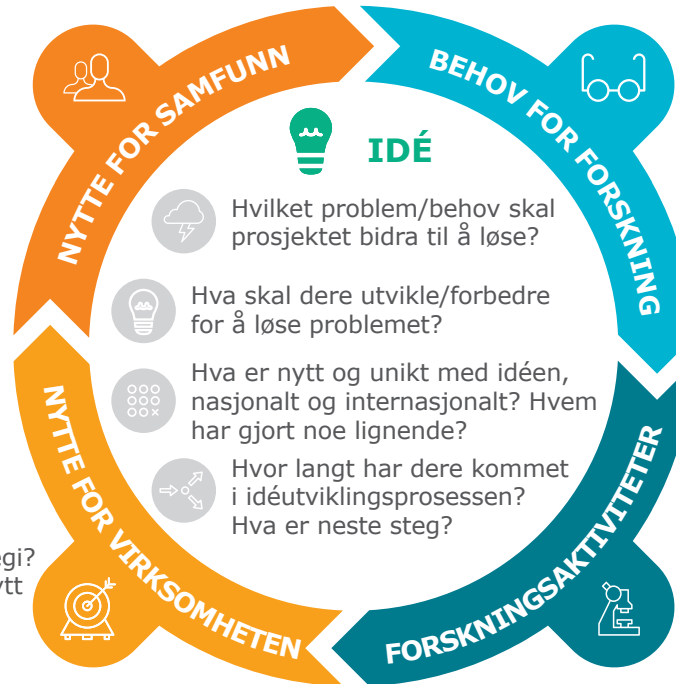 NYTTE FOR SAMFUNN
BEHOV FOR FORSKNING
IDÉ
Hvilket problem/behov skal
prosjektet bidra til å løse?
Hva skal dere utvikle/forbedre
for å løse problemet?
Hva er nytt og unikt med idéen,
nasjonalt og internasjonalt? Hvem
har gjort noe lignende?
Hvor langt har dere kommet
i idéutviklingsprosessen?
Hva er neste steg?
NYTTE FOR VIRKSOMHETEN
FORSKNINGSAKTIVITETER